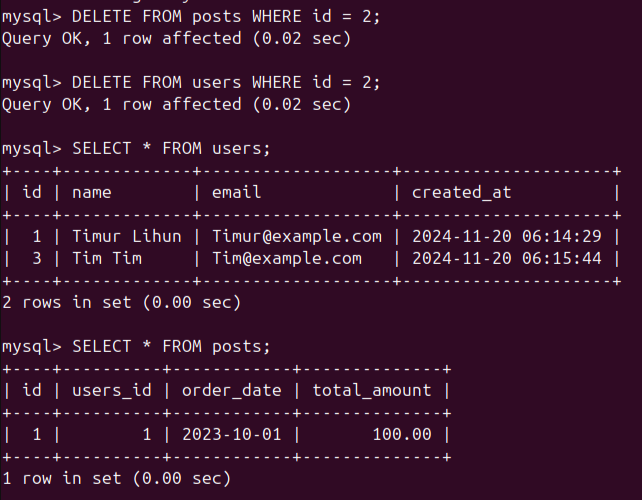 mysql> DELETE FROM posts WHERE id = 2;
Query OK, 1 row affected (0.02 sec)
mysql> DELETE FROM users WHERE id = 2;
Query OK, 1 row affected (0.02 sec)
mysql> SELECT * FROM users;
+----+-------------+------------------+---------------------+
| id | name        | email            | created_at          |
+----+-------------+------------------+---------------------+
|  1 | Timur Lihun | Timur@example.com | 2024-11-20 06:14:29 |
|  3 | Tim Tim     | Tim@example.com  | 2024-11-20 06:15:44 |
+----+-------------+------------------+---------------------+
2 rows in set (0.00 sec)
mysql> SELECT * FROM posts;
+----+----------+------------+--------------+
| id | users_id | order_date | total_amount |
+----+----------+------------+--------------+
|  1 |        1 | 2023-10-01 |       100.00 |
+----+----------+------------+--------------+
1 row in set (0.00 sec)